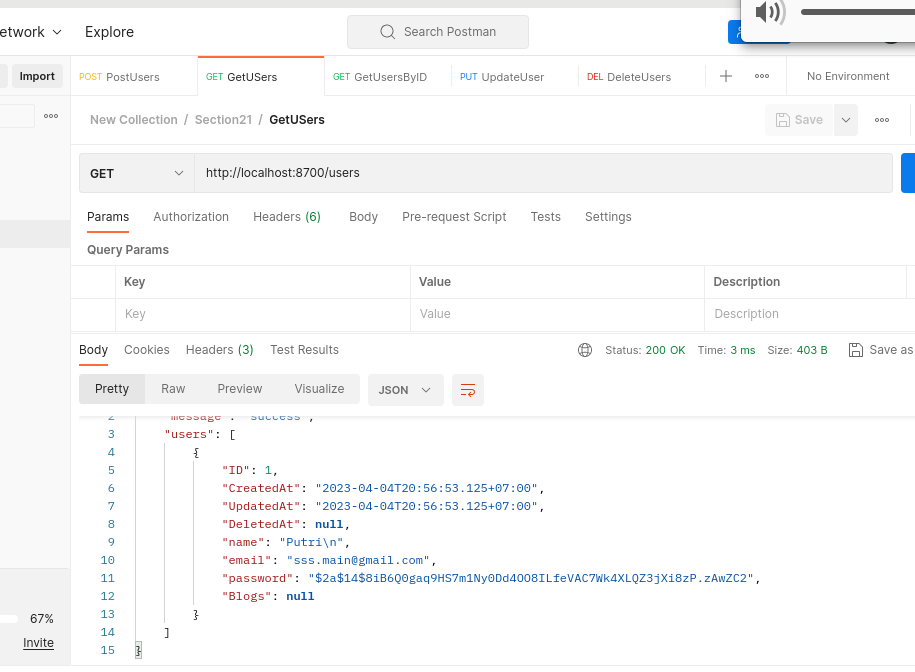 etwork Explore Search Postman
Import POST PostUsers GET GetUSers GET GetUsersByID PUT UpdateUser DEL DeleteUsers No Environment
New Collection / Section21 / GetUSers Save
GET http://localhost:8700/users
Params Authorization Headers (6) Body Pre-request Script Tests Settings
Query Params
Key Value Description
Key Value Description
Body Cookies Headers (3) Test Results Status: 200 OK Time: 3 ms Size: 403 B Save as
Pretty Raw Preview Visualize JSON
2 "message": "success",
3 "users": [
4 {
5 "ID": 1,
6 "CreatedAt": "2023-04-04T20:56:53.125+07:00",
7 "UpdatedAt": "2023-04-04T20:56:53.125+07:00",
8 "DeletedAt": null,
9 "name": "Putri\n",
10 "email": "sss.main@gmail.com",
11 "password": "$2a$14$8iB6Q0gaq9HS7m1Ny0Dd4OO8ILfeVAC7Wk4XLQZ3jXi8zP.zAwZC2",
12 "Blogs": null
13 }
14 ]
15 }
67%
Invite